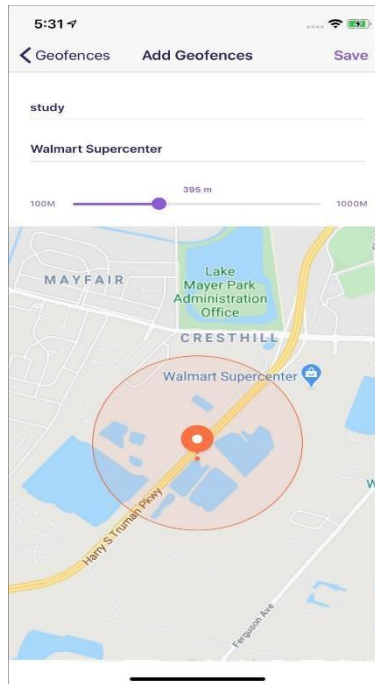 5:31
Geofences Add Geofences Save
study
Walmart Supercenter
395 m
100M 1000M
MAYFAIR
Lake
Mayer Park
Administration
Office
CRESTHILL
Walmart Supercenter
Harry S Truman Pkwy
W
Ferguson Ave